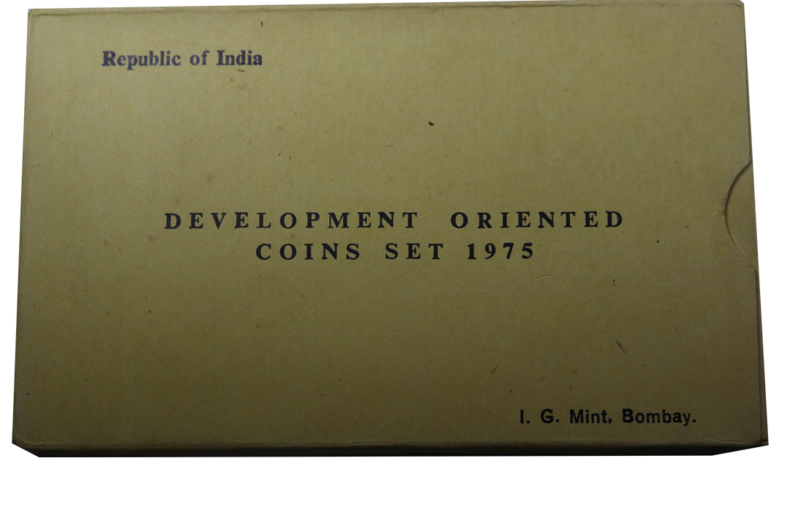 Republic of India
DEVELOPMENT ORIENTED
COINS SET 1975
I. G. Mint, Bombay.